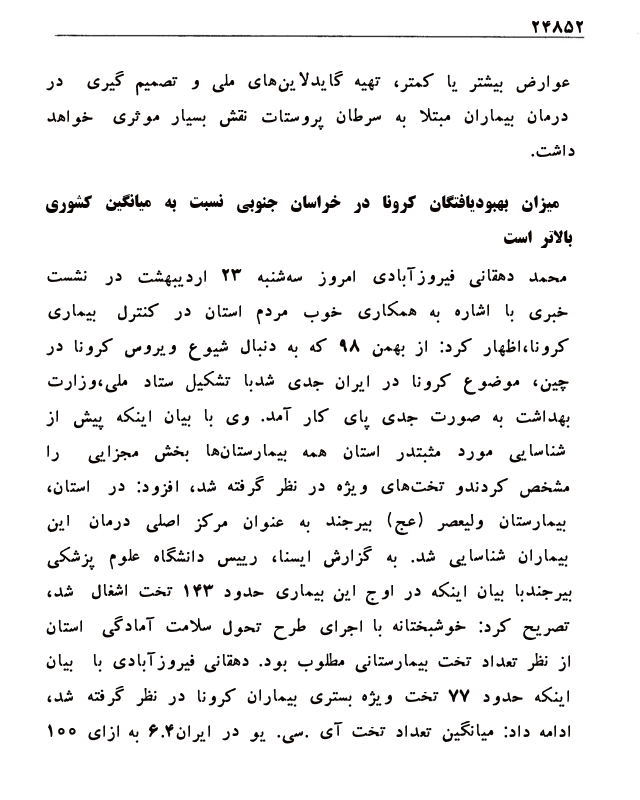 ۲۴۸۵۲
عوارض بیشتر یا کمتر، تهیه گایدلاین‌های ملی و تصمیم گیری در
درمان بیماران مبتلا به سرطان پروستات نقش بسیار موثری خواهد
داشت.
میزان بهبودیافتگان کرونا در خراسان جنوبی نسبت به میانگین کشوری
بالاتر است
محمد دهقانی فیروزآبادی امروز سه‌شنبه ۲۳ اردیبهشت در نشست
خبری با اشاره به همکاری خوب مردم استان در کنترل بیماری
کرونا،اظهار کرد: از بهمن ۹۸ که به دنبال شیوع ویروس کرونا در
چین، موضوع کرونا در ایران جدی شدبا تشکیل ستاد ملی،وزارت
بهداشت به صورت جدی پای کار آمد. وی با بیان اینکه پیش از
شناسایی مورد مثبتدر استان همه بیمارستان‌ها بخش مجزایی را
مشخص کردندو تخت‌های ویژه در نظر گرفته شد، افزود: در استان،
بیمارستان ولیعصر (عج) بیرجند به عنوان مرکز اصلی درمان این
بیماران شناسایی شد. به گزارش ایسنا، رییس دانشگاه علوم پزشکی
بیرجندبا بیان اینکه در اوج این بیماری حدود ۱۴۳ تخت اشغال شد،
تصریح کرد: خوشبختانه با اجرای طرح تحول سلامت آمادگی استان
از نظر تعداد تخت بیمارستانی مطلوب بود. دهقانی فیروزآبادی با بیان
اینکه حدود ۷۷ تخت ویژه بستری بیماران کرونا در نظر گرفته شد،
ادامه داد: میانگین تعداد تخت آی .سی. یو در ایران۶.۴ به ازای ۱۰۰